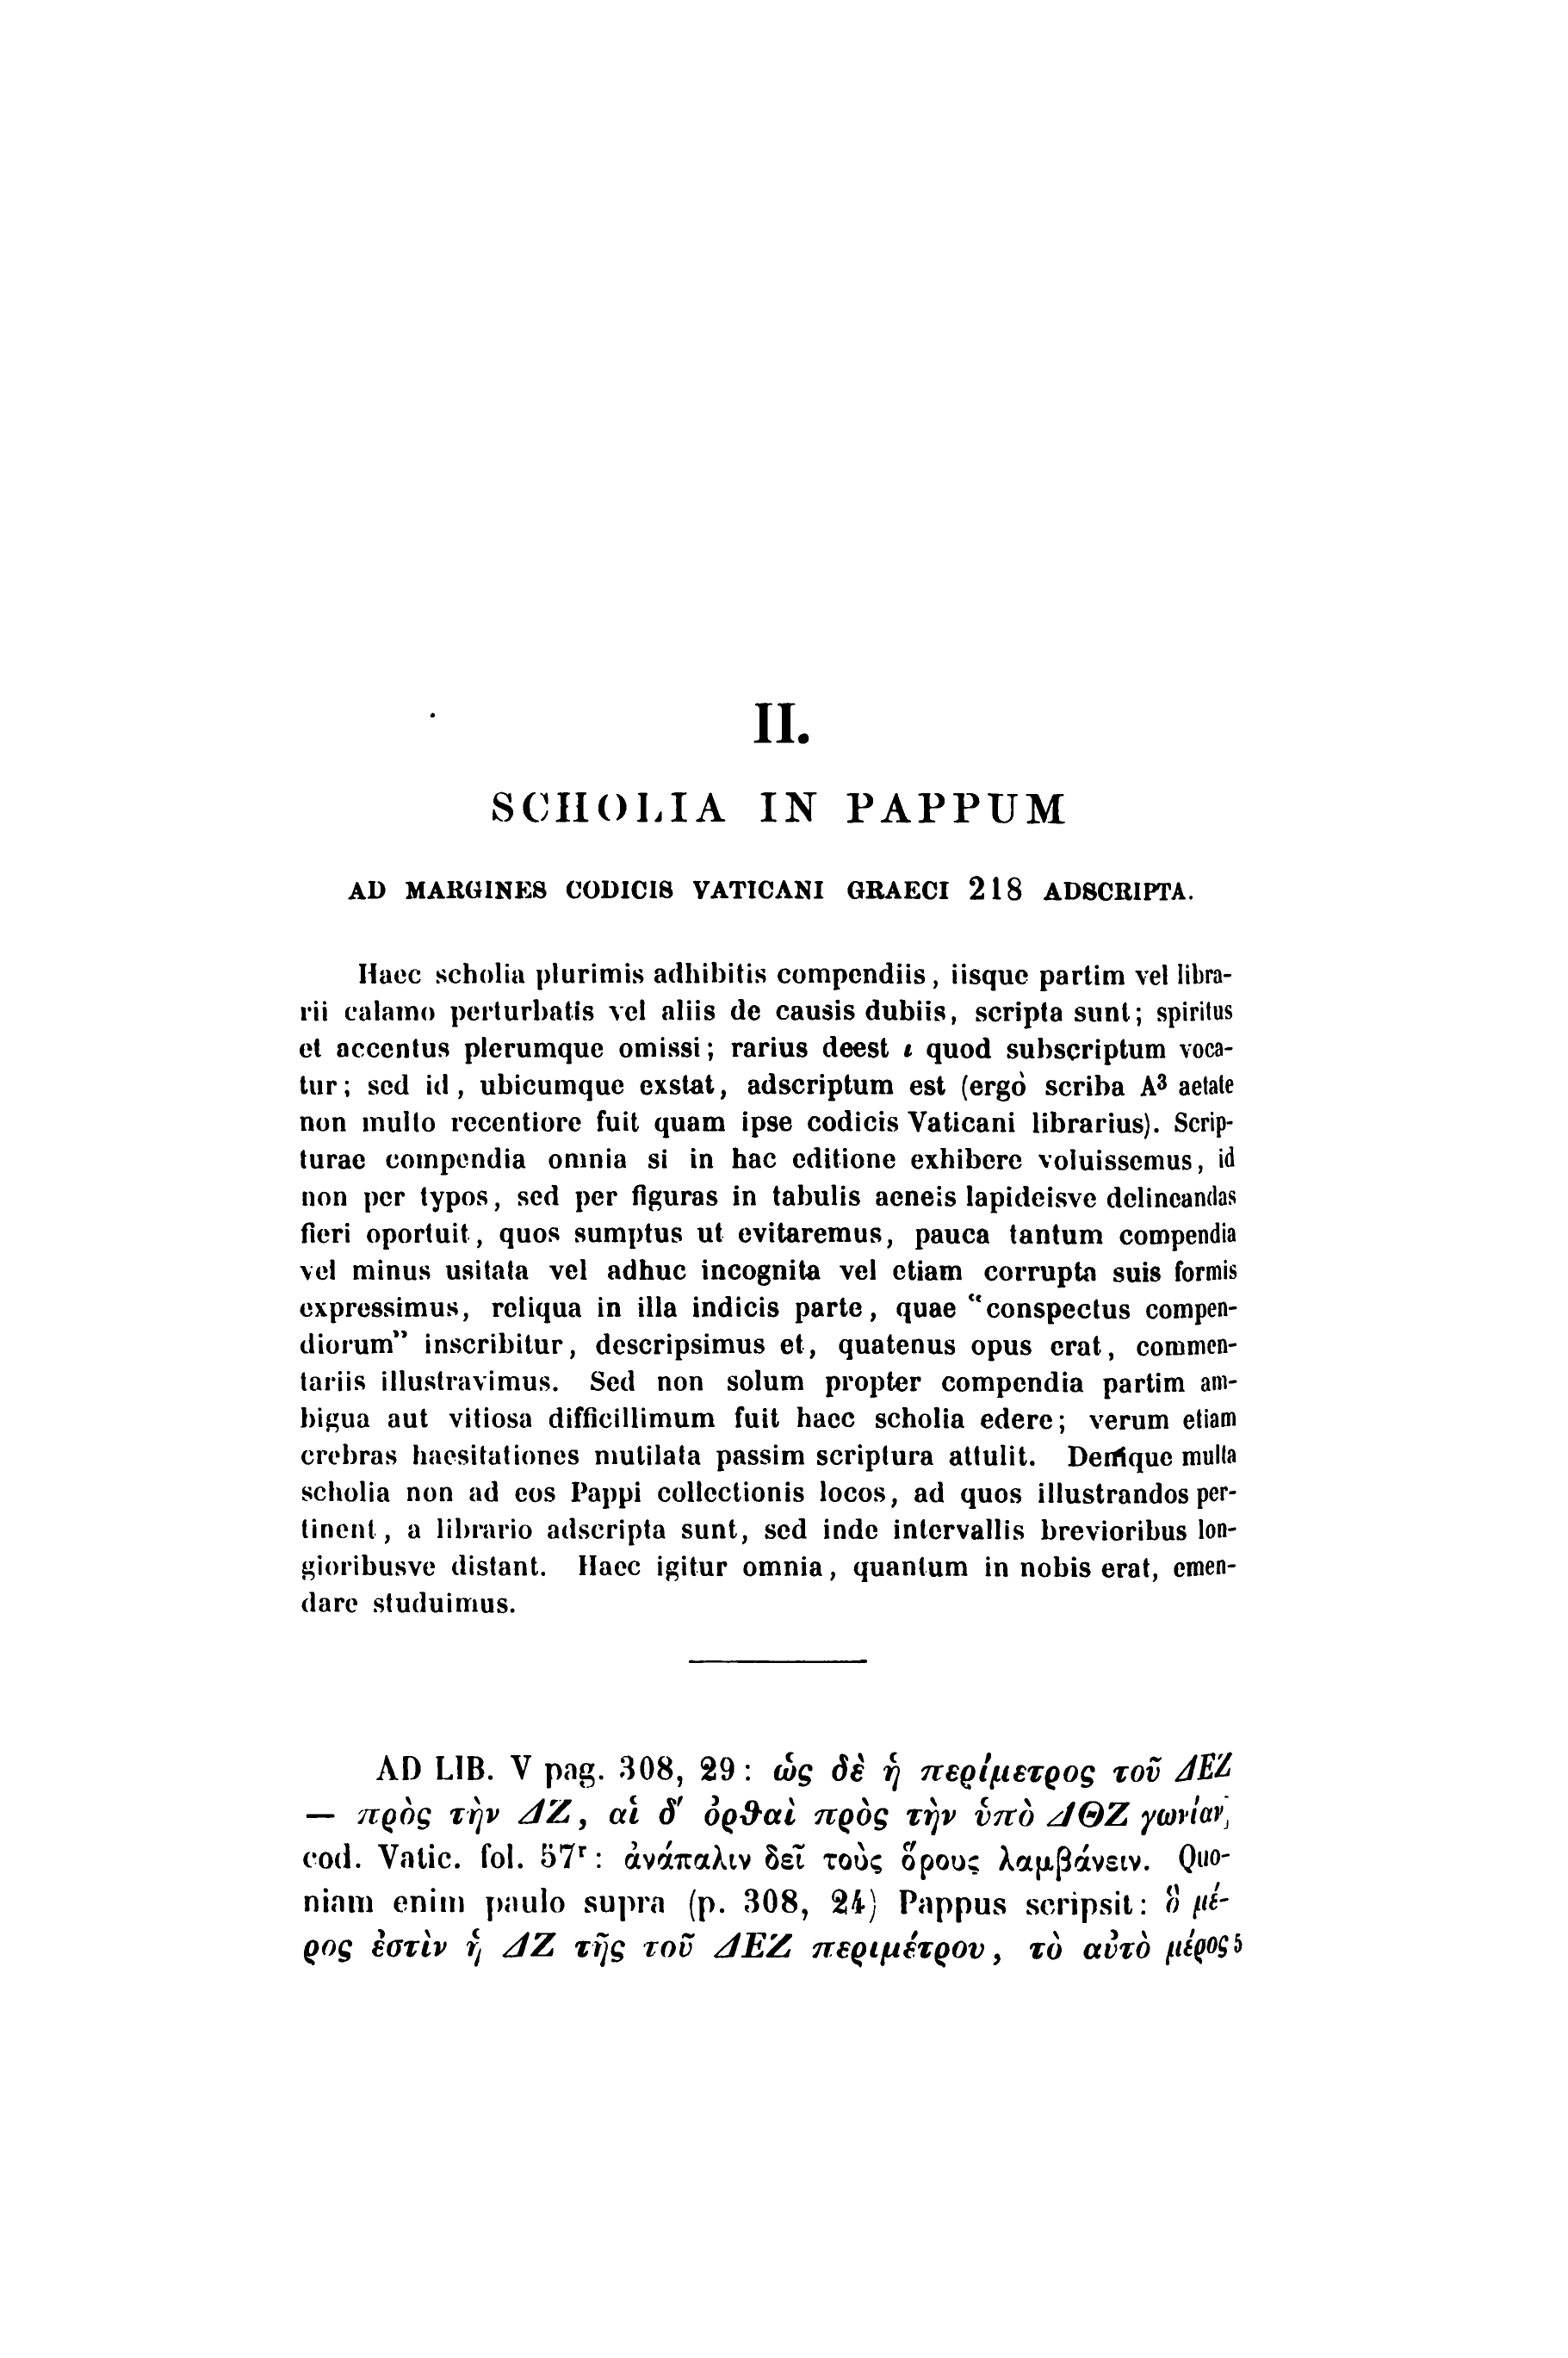 II.
SCHOLIA IN PAPPUM
AD MARGINES CODICIS VATICANI GRAECI 218 ADSCRIPTA.
Haec scholia plurimis adhibitis compendiis, iisque partim vel libra-
rii calamo perturbatis vel aliis de causis dubiis, scripta sunt; spiritus
et accentus plerumque omissi; rarius deest ι quod subscriptum voca-
tur; sed id, ubicumque exstat, adscriptum est (ergo scriba A³ aetate
non multo recentiore fuit quam ipse codicis Vaticani librarius). Scrip-
turae compendia omnia si in hac editione exhibere voluissemus, id
non per typos, sed per figuras in tabulis aeneis lapideisve delineandas
fieri oportuit, quos sumptus ut evitaremus, pauca tantum compendia
vel minus usitata vel adhuc incognita vel etiam corrupta suis formis
expressimus, reliqua in illa indicis parte, quae “conspectus compen-
diorum” inscribitur, descripsimus et, quatenus opus erat, commen-
tariis illustravimus. Sed non solum propter compendia partim am-
bigua aut vitiosa difficillimum fuit haec scholia edere; verum etiam
crebras haesitationes mutilata passim scriptura attulit. Denique multa
scholia non ad eos Pappi collectionis locos, ad quos illustrandos per-
tinent, a librario adscripta sunt, sed inde intervallis brevioribus lon-
gioribusve distant. Haec igitur omnia, quantum in nobis erat, emen-
dare studuimus.
AD LIB. V pag. 308, 29: ὡς δὲ ἡ περίμετρος τοῦ ΔΕΖ
— πρὸς τὴν ΔΖ, αἱ δ' ὀρθαὶ πρὸς τὴν ὑπὸ ΔΘΖ γωνίαν]
cod. Vatic. fol. 57ʳ: ἀνάπαλιν δεῖ τοὺς ὅρους λαμβάνειν. Quo-
niam enim paulo supra (p. 308, 24) Pappus scripsit: ὃ μέ-
ρος ἐστὶν ἡ ΔΖ τῆς τοῦ ΔΕΖ περιμέτρου, τὸ αὐτὸ μέρος 5